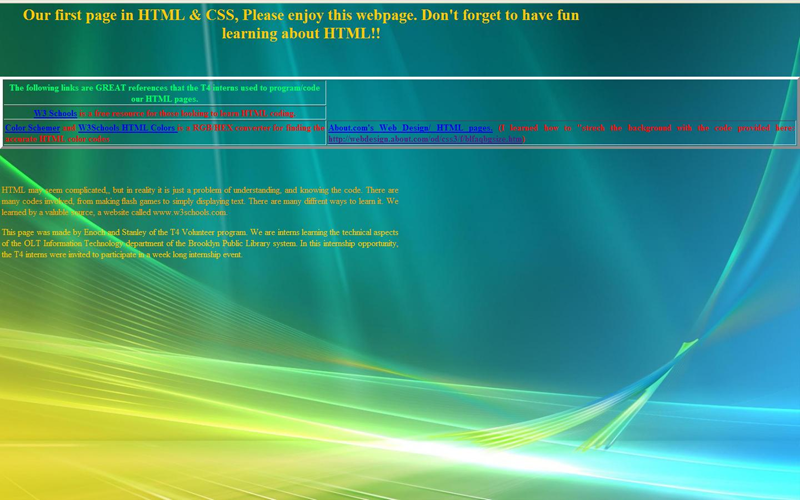 Our first page in HTML & CSS, Please enjoy this webpage. Don't forget to have fun
learning about HTML!!
The following links are GREAT references that the T4 interns used to program/code
our HTML pages.
W3 Schools is a free resource for those looking to learn HTML coding.
Color Schemer and W3Schools HTML Colors is a RGB/HEX convertor for finding the
accurate HTML color codes
About.com's Web Design/ HTML pages. (I learned how to "strech the background with the code provided here:
HTML may seem complicated,, but in reality it is just a problem of understanding, and knowing the code. There are
many codes involved, from making flash games to simply displaying text. There are many diffrent ways to learn it. We
learned by a valuble source, a website called www.w3schools.com.
This page was made by Enoch and Stanley of the T4 Volunteer program. We are interns learning the technical aspects
of the OLT Information Technology department of the Brooklyn Public Library system. In this internship opportunity,
the T4 interns were invited to participate in a week long internship event.